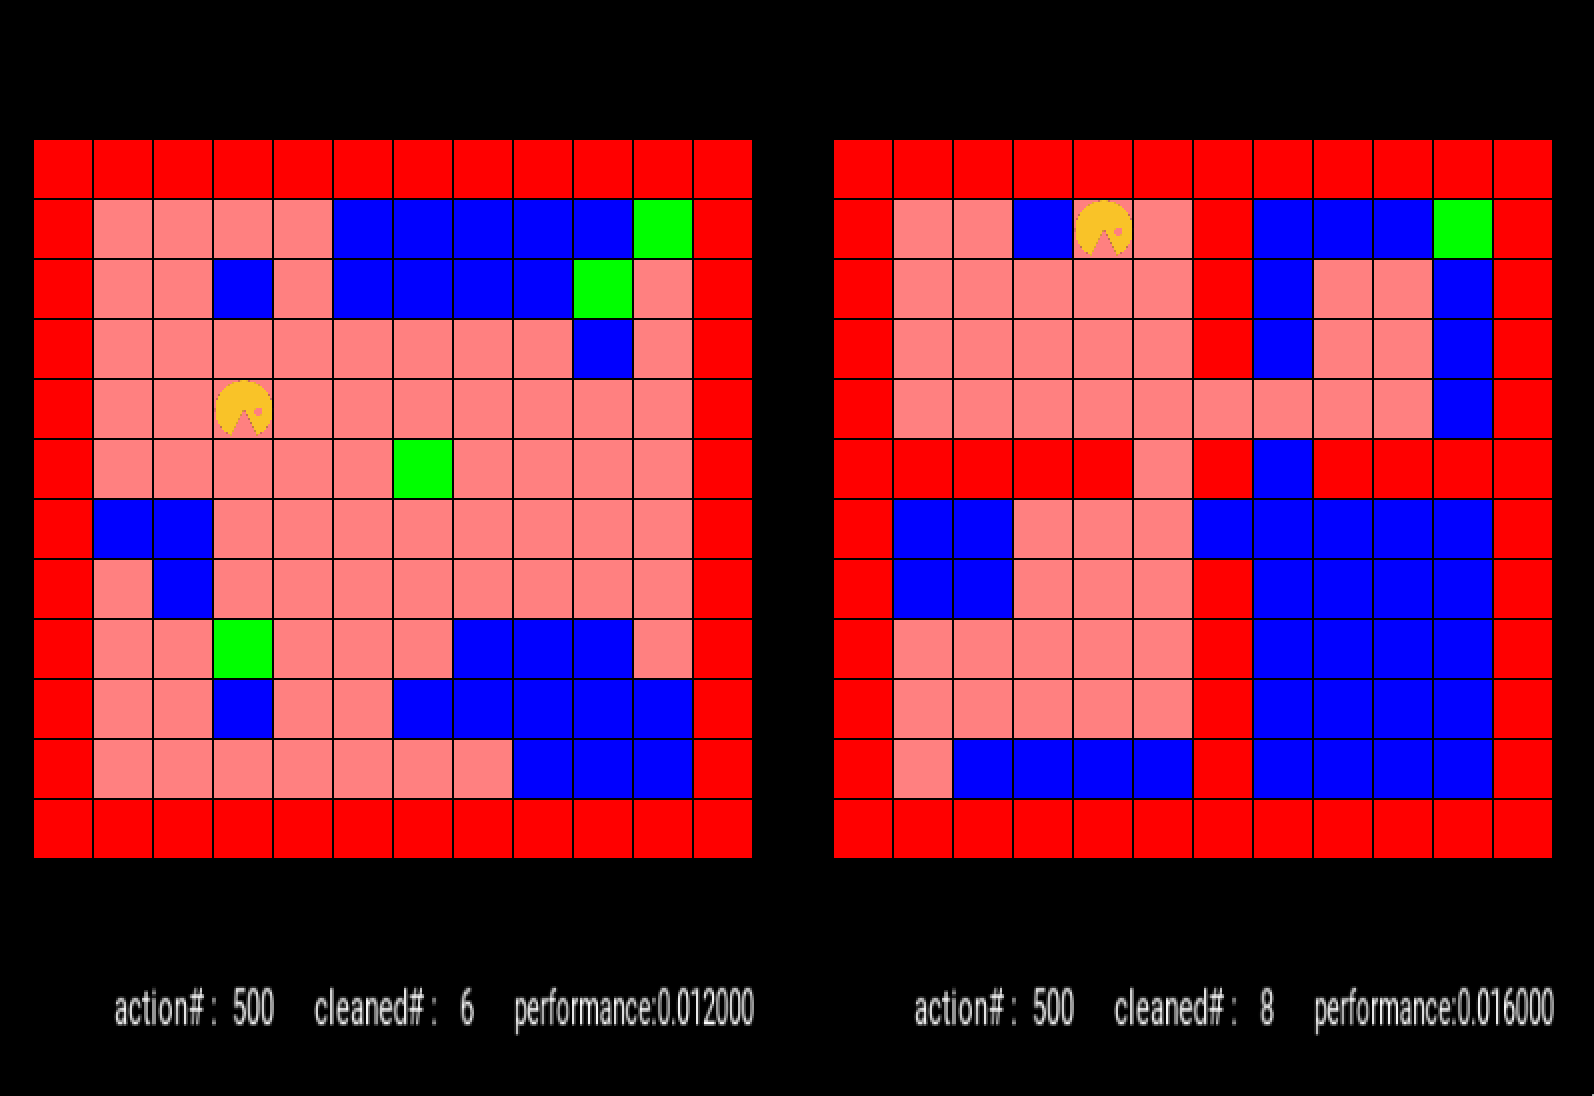 action# : 500 cleaned# : 6 performance:0.012000
action# : 500 cleaned# : 8 performance:0.016000